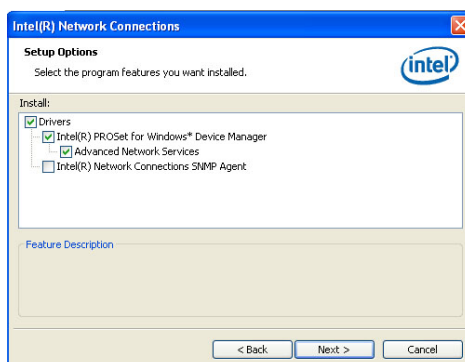 Intel(R) Network Connections
Setup Options
Select the program features you want installed.
intel
Install:
Drivers
Intel(R) PROSet for Windows* Device Manager
Advanced Network Services
Intel(R) Network Connections SNMP Agent
Feature Description
< Back
Next >
Cancel